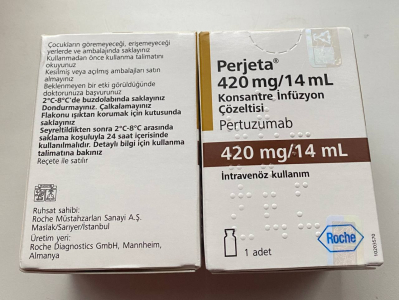 Çocukların göremeyeceği, erişemeyeceği
yerlerde ve ambalajında saklayınız
Kullanmadan önce kullanma talimatını
okuyunuz
Kesilmiş veya açılmış ambalajları satın
almayınız
Beklenmeyen bir etki görüldüğünde
doktorunuza başvurunuz
2°C-8°C'de buzdolabında saklayınız
Dondurmayınız. Çalkalamayınız
Flakonu ışıktan korumak için kutusunda
saklayınız
Seyreltildikten sonra 2°C-8°C arasında
saklama koşuluyla 24 saat içerisinde
kullanılmalıdır. Detaylı bilgi için kullanma
talimatına bakınız
Reçete ile satılır
Ruhsat sahibi:
Roche Müstahzarları Sanayi A.Ş.
Maslak/Sarıyer/İstanbul
Üretim yeri:
Roche Diagnostics GmbH, Mannheim,
Almanya
Perjeta®
420 mg/14 mL
Konsantre İnfüzyon
Çözeltisi
Pertuzumab
420 mg/14 mL
İntravenöz kullanım
1 adet
Roche